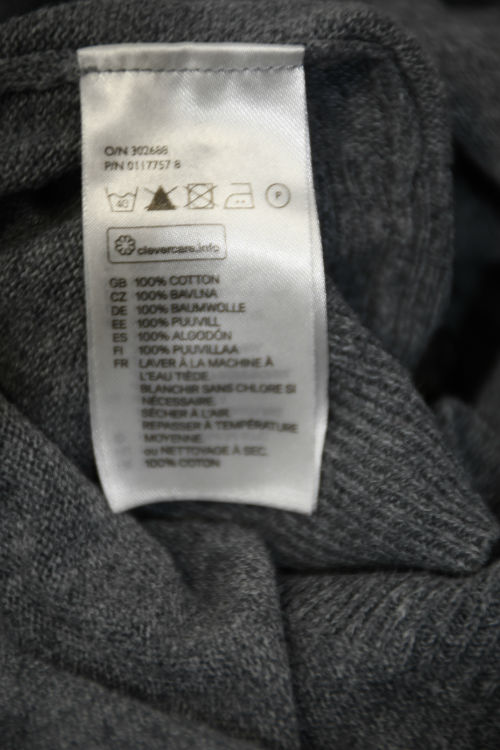 O/N 302688
P/N 0117757 8
40 P
clevercare.info
GB 100% COTTON
CZ 100% BAVLNA
DE 100% BAUMWOLLE
EE 100% PUUVILL
ES 100% ALGODÓN
FI 100% PUUVILLAA
FR LAVER À LA MACHINE À
L'EAU TIÈDE.
BLANCHIR SANS CHLORE SI
NÉCESSAIRE.
SÉCHER À L'AIR.
REPASSER À TEMPÉRATURE
MOYENNE.
ou NETTOYAGE À SEC.
100% COTON